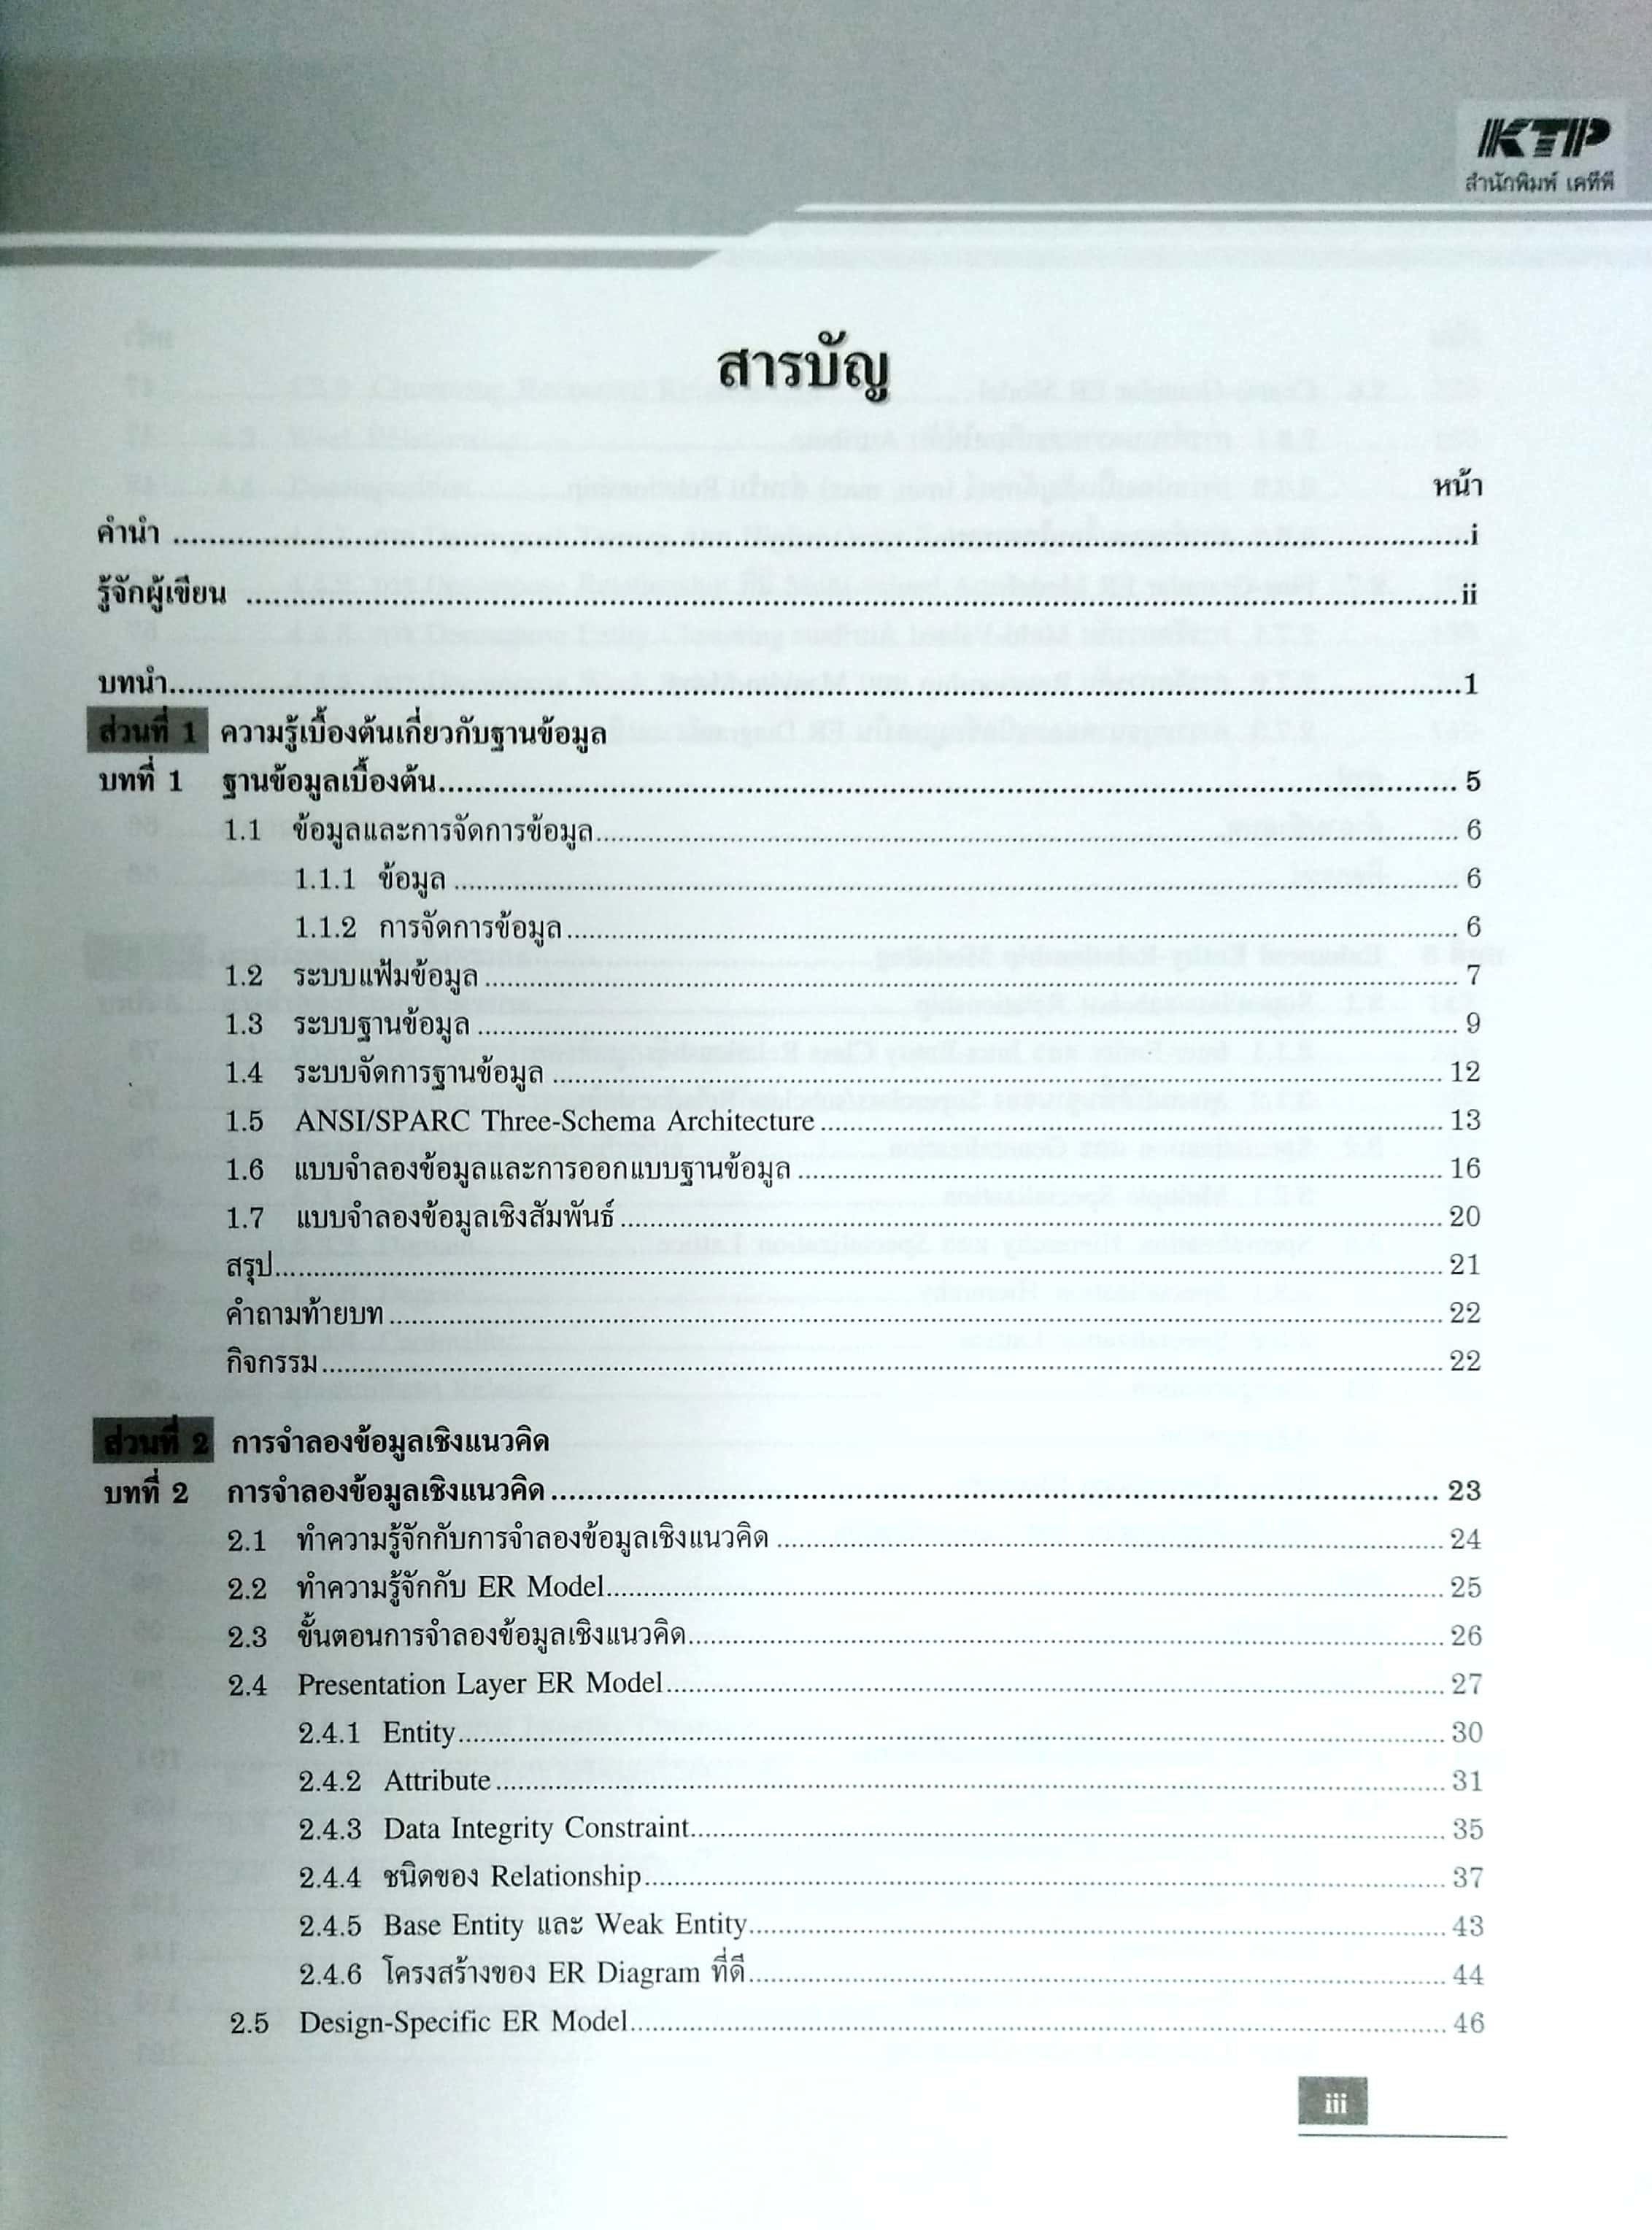 KTP
สำนักพิมพ์ เคทีพี
สารบัญ
หน้า
คำนำ ........ i
รู้จักผู้เขียน ........ ii
บทนำ ........ 1
ส่วนที่ 1 ความรู้เบื้องต้นเกี่ยวกับฐานข้อมูล
บทที่ 1 ฐานข้อมูลเบื้องต้น ........ 5
1.1 ข้อมูลและการจัดการข้อมูล ........ 6
1.1.1 ข้อมูล ........ 6
1.1.2 การจัดการข้อมูล ........ 6
1.2 ระบบแฟ้มข้อมูล ........ 7
1.3 ระบบฐานข้อมูล ........ 9
1.4 ระบบจัดการฐานข้อมูล ........ 12
1.5 ANSI/SPARC Three-Schema Architecture ........ 13
1.6 แบบจำลองข้อมูลและการออกแบบฐานข้อมูล ........ 16
1.7 แบบจำลองข้อมูลเชิงสัมพันธ์ ........ 20
สรุป ........ 21
คำถามท้ายบท ........ 22
กิจกรรม ........ 22
ส่วนที่ 2 การจำลองข้อมูลเชิงแนวคิด
บทที่ 2 การจำลองข้อมูลเชิงแนวคิด ........ 23
2.1 ทำความรู้จักกับการจำลองข้อมูลเชิงแนวคิด ........ 24
2.2 ทำความรู้จักกับ ER Model ........ 25
2.3 ขั้นตอนการจำลองข้อมูลเชิงแนวคิด ........ 26
2.4 Presentation Layer ER Model ........ 27
2.4.1 Entity ........ 30
2.4.2 Attribute ........ 31
2.4.3 Data Integrity Constraint ........ 35
2.4.4 ชนิดของ Relationship ........ 37
2.4.5 Base Entity และ Weak Entity ........ 43
2.4.6 โครงสร้างของ ER Diagram ที่ดี ........ 44
2.5 Design-Specific ER Model ........ 46
iii